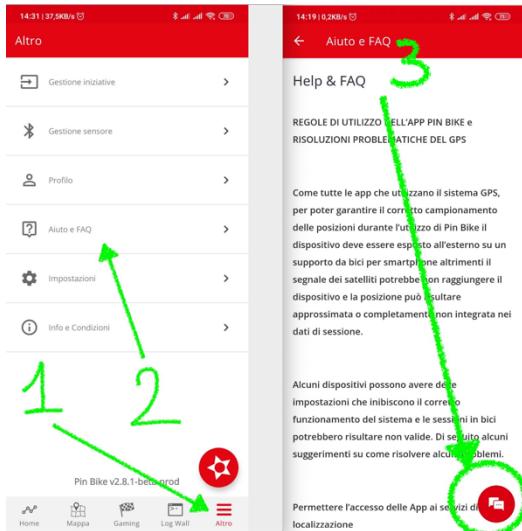 14:31 | 37,5KB/s
Altro
Gestione iniziative
Gestione sensore
Profilo
Aiuto e FAQ
Impostazioni
Info e Condizioni
1
2
Pin Bike v2.8.1-beta-prod
Home
Mappa
Gaming
Log Wall
Altro
14:19 | 0,2KB/s
Aiuto e FAQ
3
Help & FAQ
REGOLE DI UTILIZZO DELL'APP PIN BIKE e
RISOLUZIONI PROBLEMATICHE DEL GPS
Come tutte le app che utilizzano il sistema GPS,
per poter garantire il corretto campionamento
delle posizioni durante l'utilizzo di Pin Bike il
dispositivo deve essere esposto all'esterno su un
supporto da bici per smartphone altrimenti il
segnale dei satelliti potrebbe non raggiungere il
dispositivo e la posizione può risultare
approssimata o completamente non integrata nei
dati di sessione.
Alcuni dispositivi possono avere delle
impostazioni che inibiscono il corretto
funzionamento del sistema e le sessioni in bici
potrebbero risultare non valide. Di seguito alcuni
suggerimenti su come risolvere alcuni problemi.
Permettere l'accesso delle App ai servizi di
localizzazione